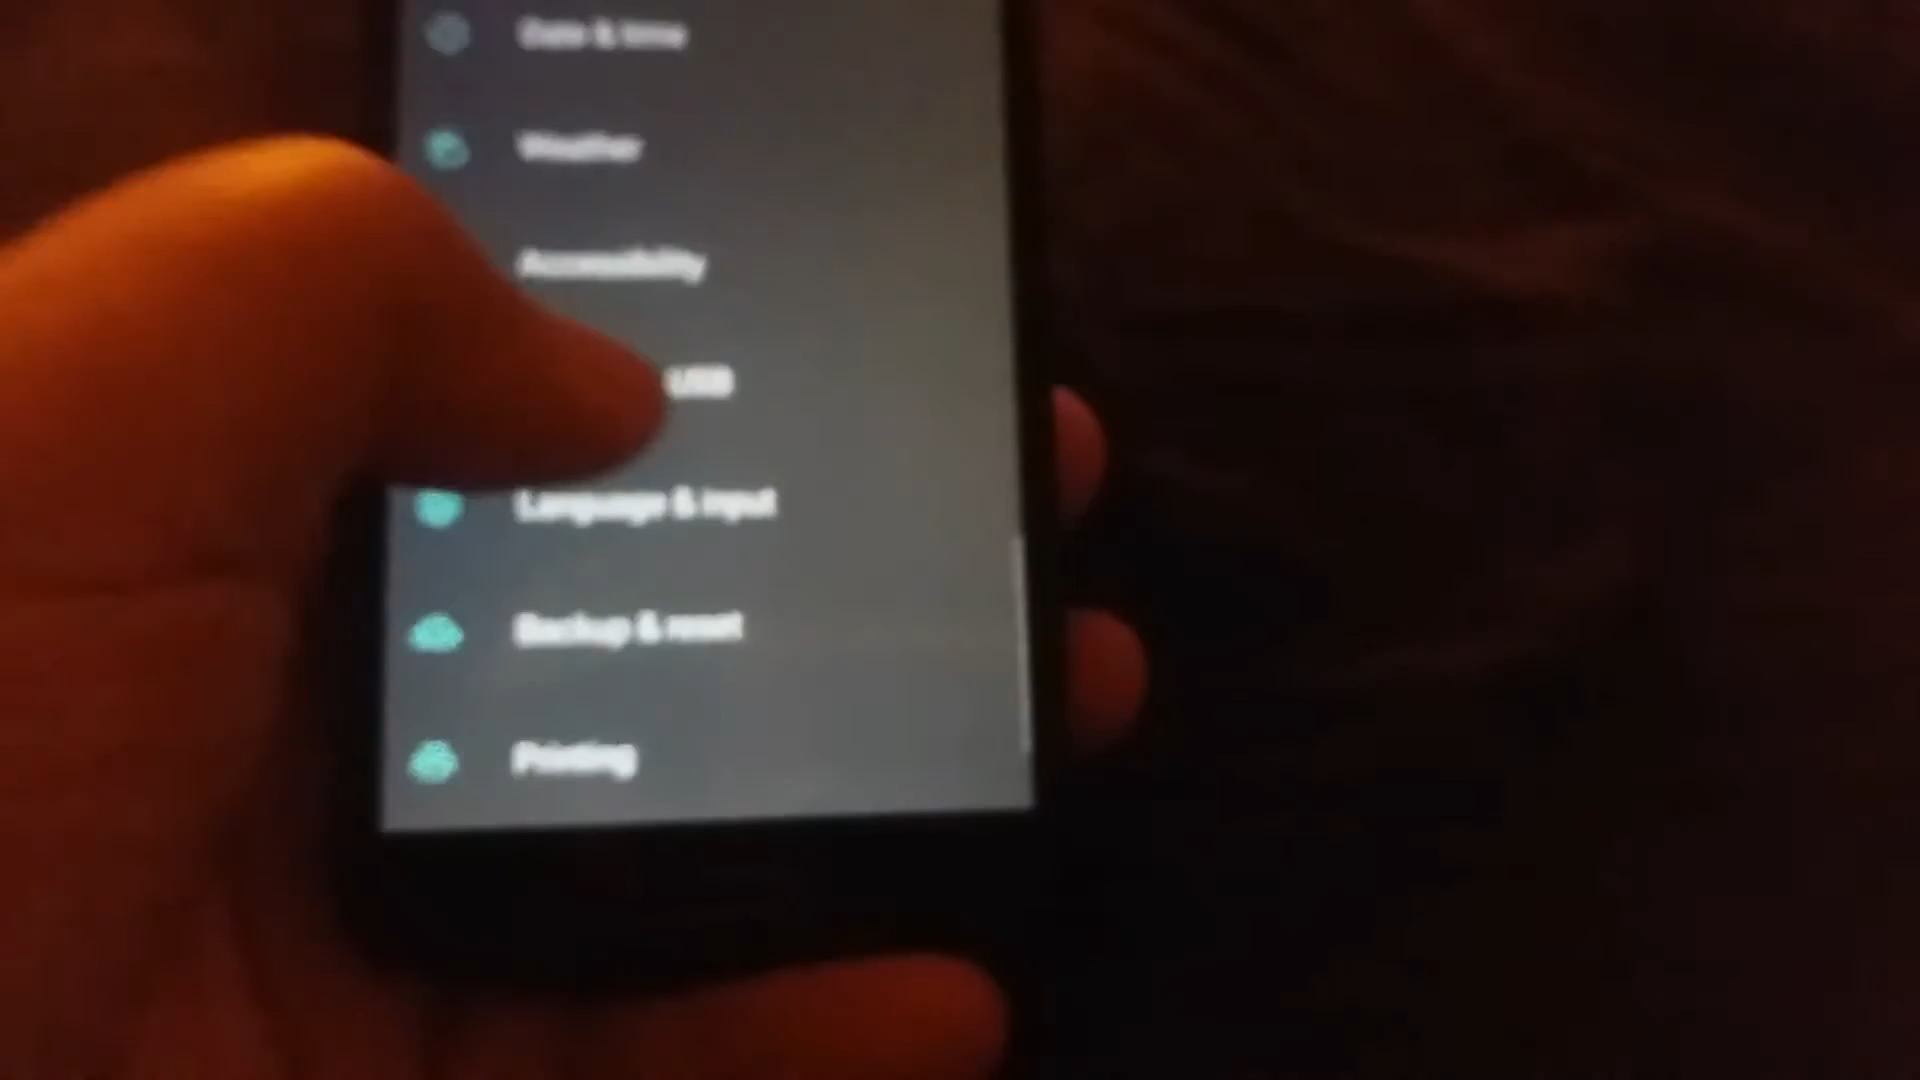 Date & time
Weather
Accessibility
USB
Language & input
Backup & reset
Printing